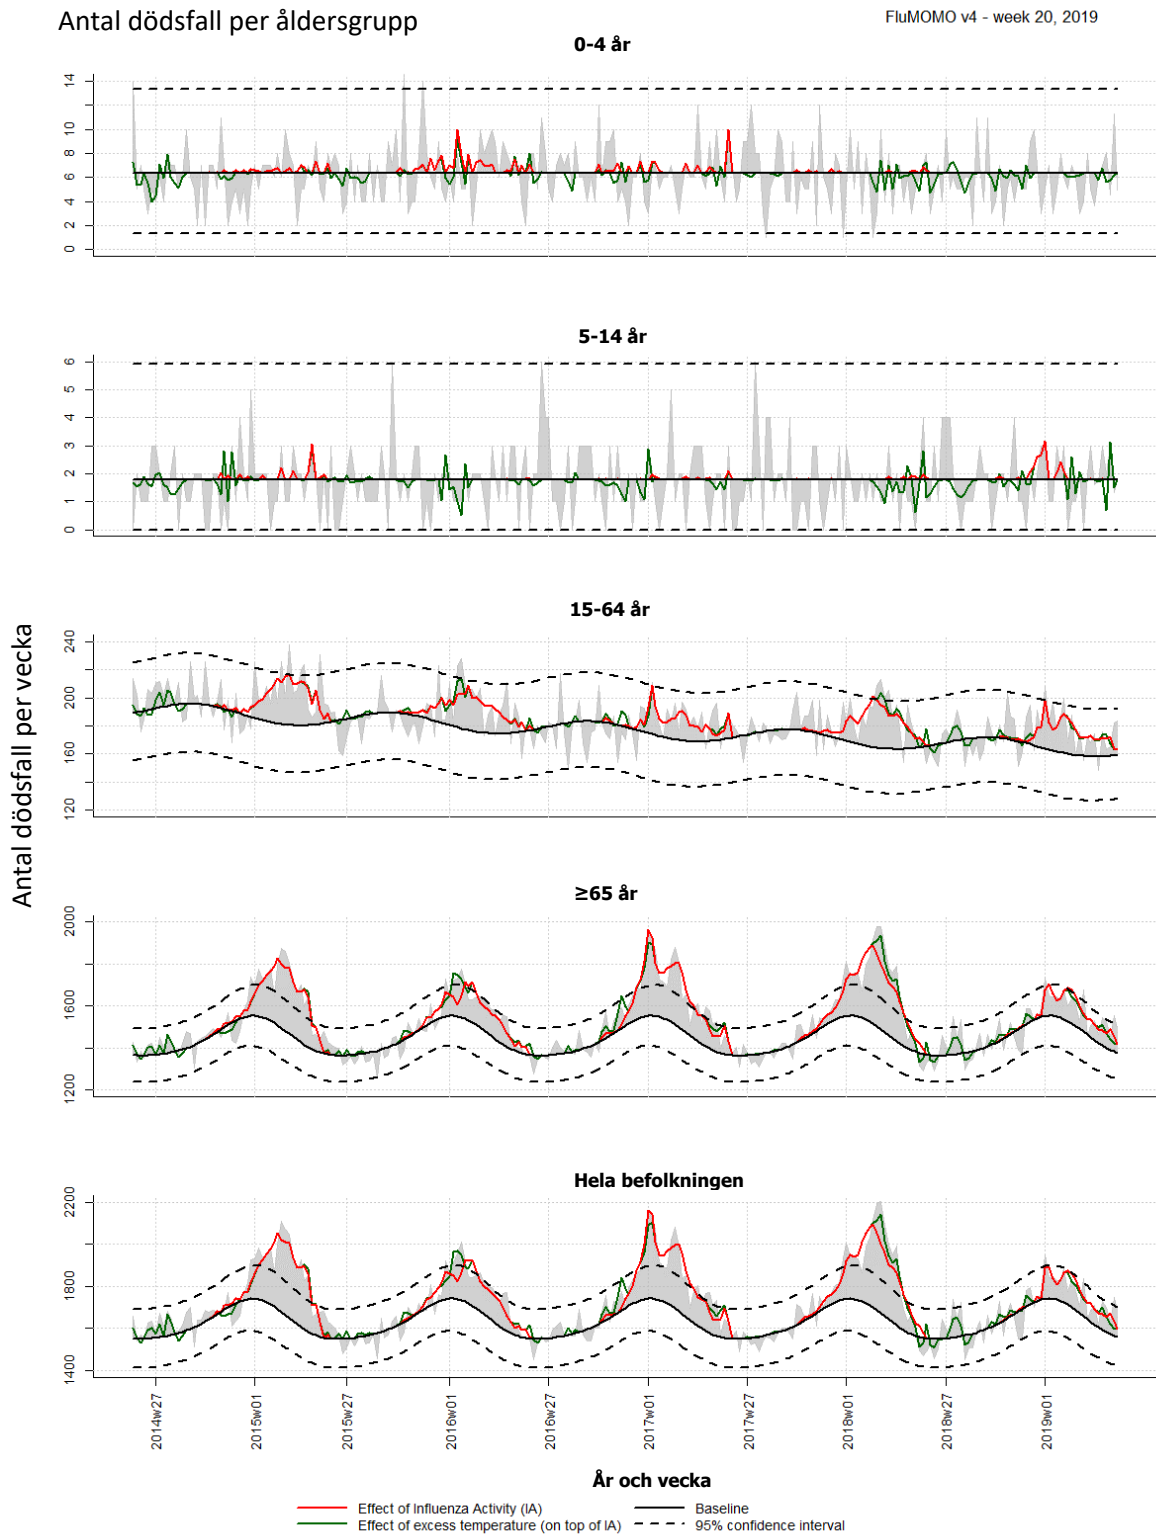 Antal dödsfall per åldersgrupp
FluMOMO v4 - week 20, 2019
0-4 år
14
10
8
6
4
2
0
5-14 år
6
5
4
3
2
1
0
15-64 år
240
200
160
120
Antal dödsfall per vecka
≥65 år
2000
1600
1200
Hela befolkningen
2200
1800
1400
2014w27
2015w01
2015w27
2016w01
2016w27
2017w01
2017w27
2018w01
2018w27
2019w01
År och vecka
Effect of Influenza Activity (IA)
Baseline
Effect of excess temperature (on top of IA)
95% confidence interval